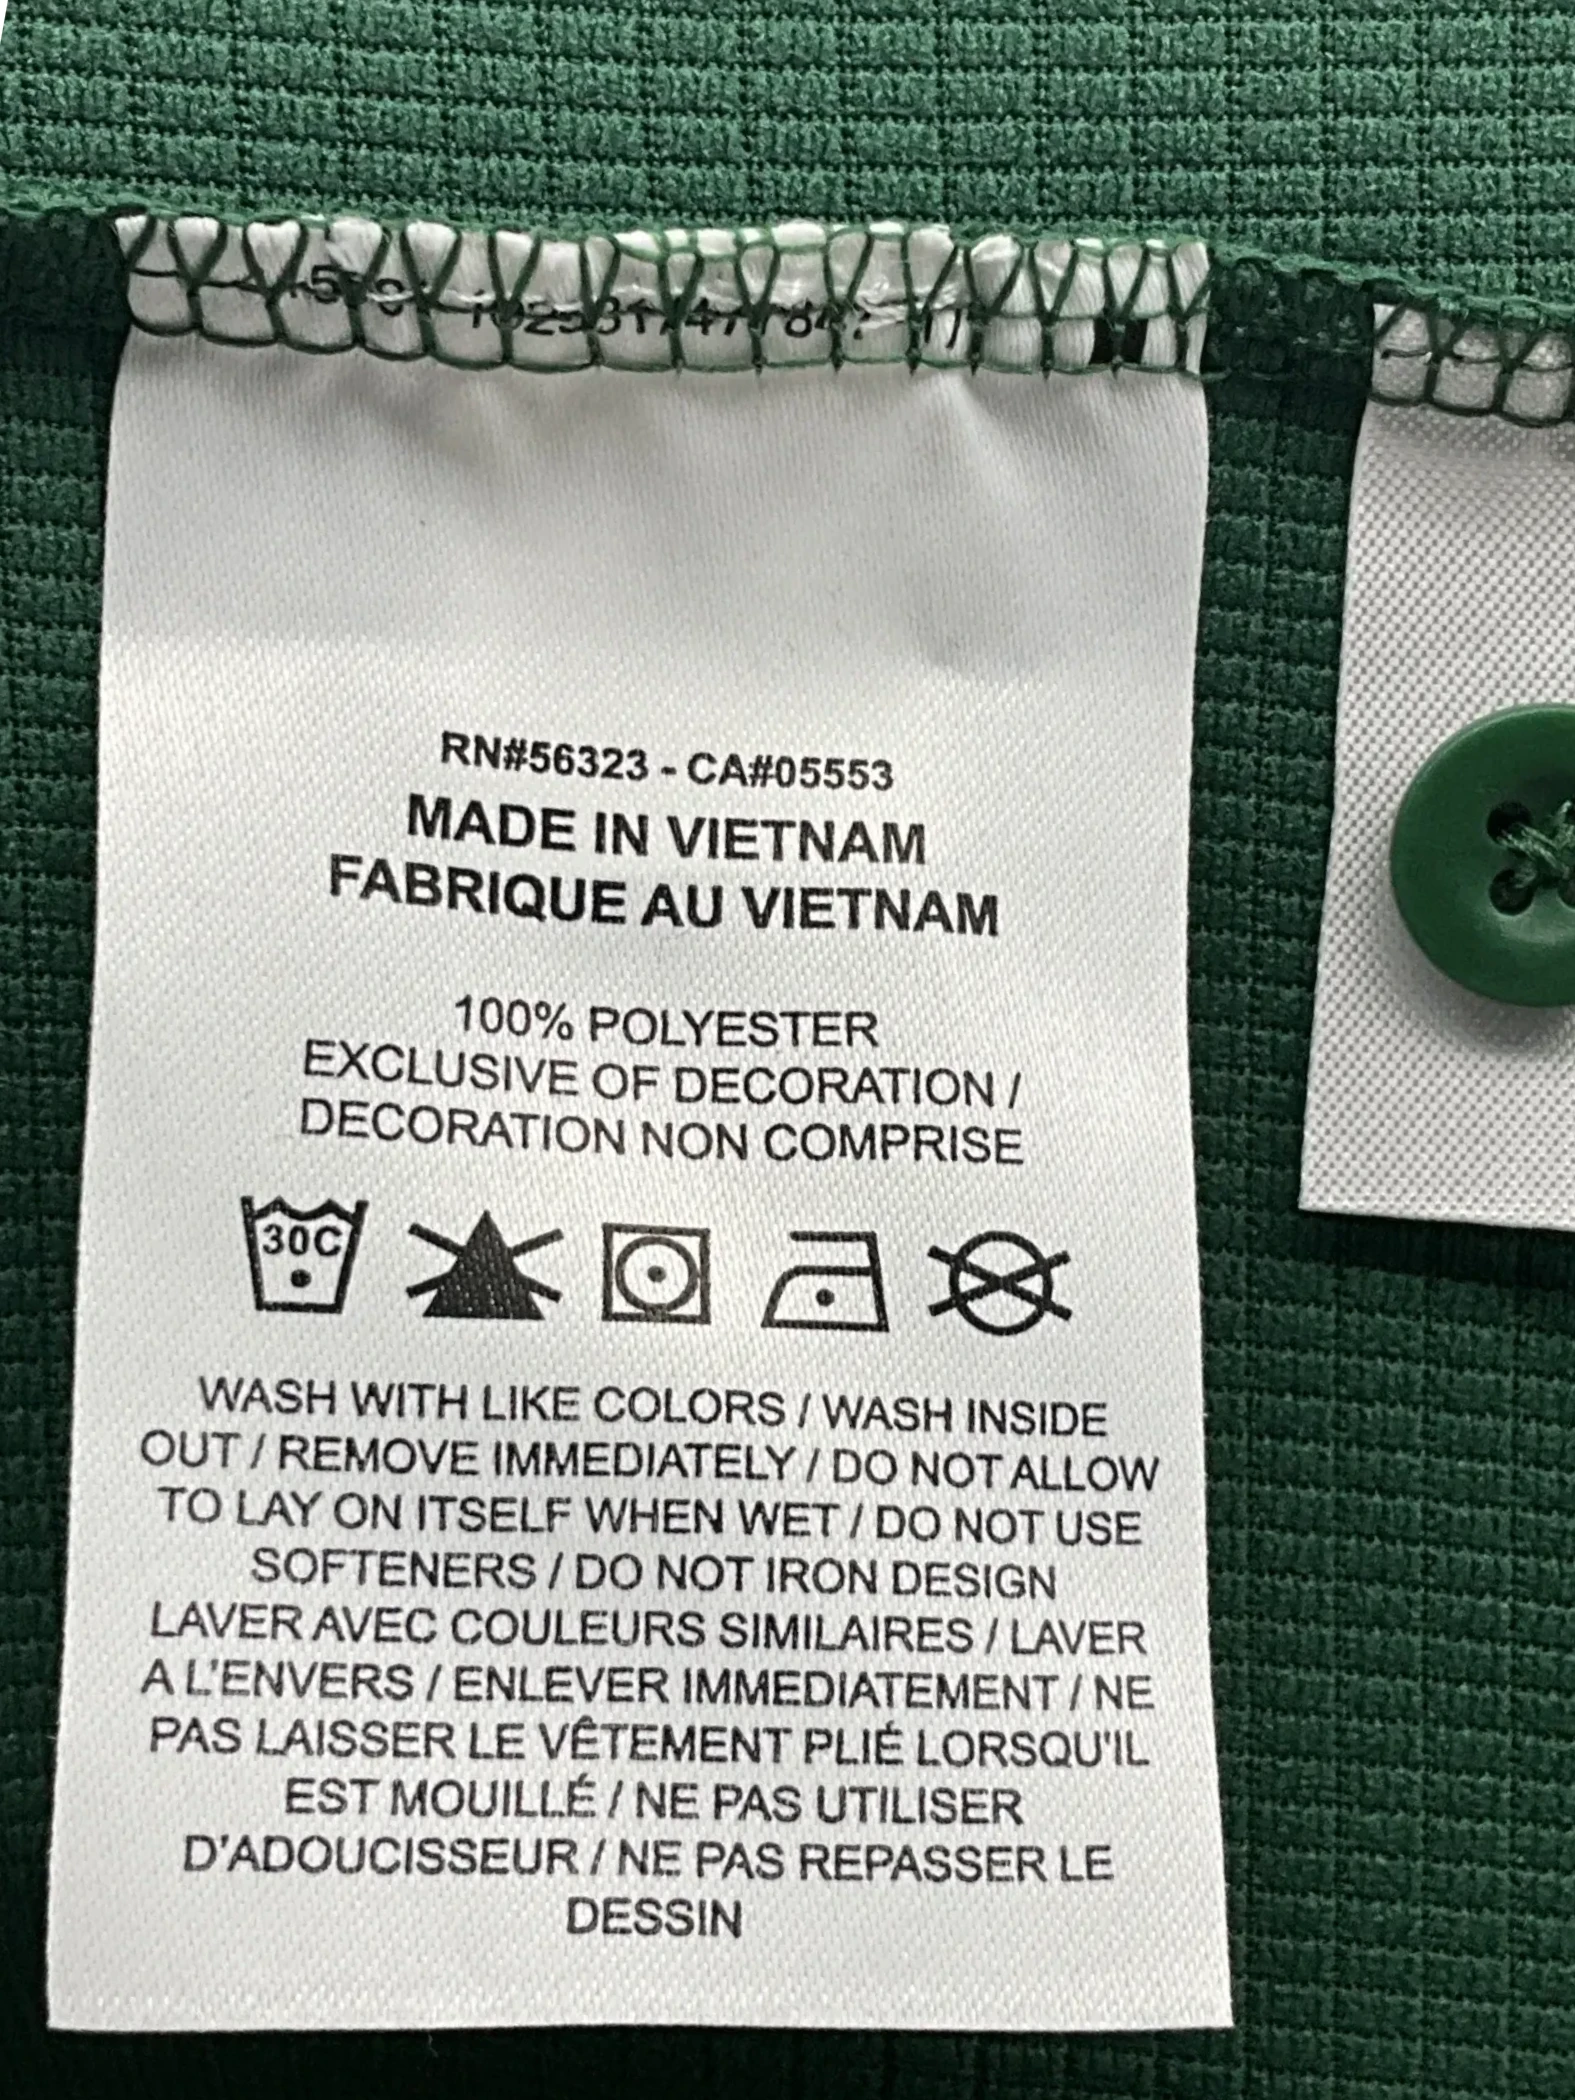 RN#56323 - CA#05553
MADE IN VIETNAM
FABRIQUE AU VIETNAM
100% POLYESTER
EXCLUSIVE OF DECORATION /
DECORATION NON COMPRISE
30C
WASH WITH LIKE COLORS / WASH INSIDE
OUT / REMOVE IMMEDIATELY / DO NOT ALLOW
TO LAY ON ITSELF WHEN WET / DO NOT USE
SOFTENERS / DO NOT IRON DESIGN
LAVER AVEC COULEURS SIMILAIRES / LAVER
A L'ENVERS / ENLEVER IMMEDIATEMENT / NE
PAS LAISSER LE VÊTEMENT PLIÉ LORSQU'IL
EST MOUILLÉ / NE PAS UTILISER
D'ADOUCISSEUR / NE PAS REPASSER LE
DESSIN